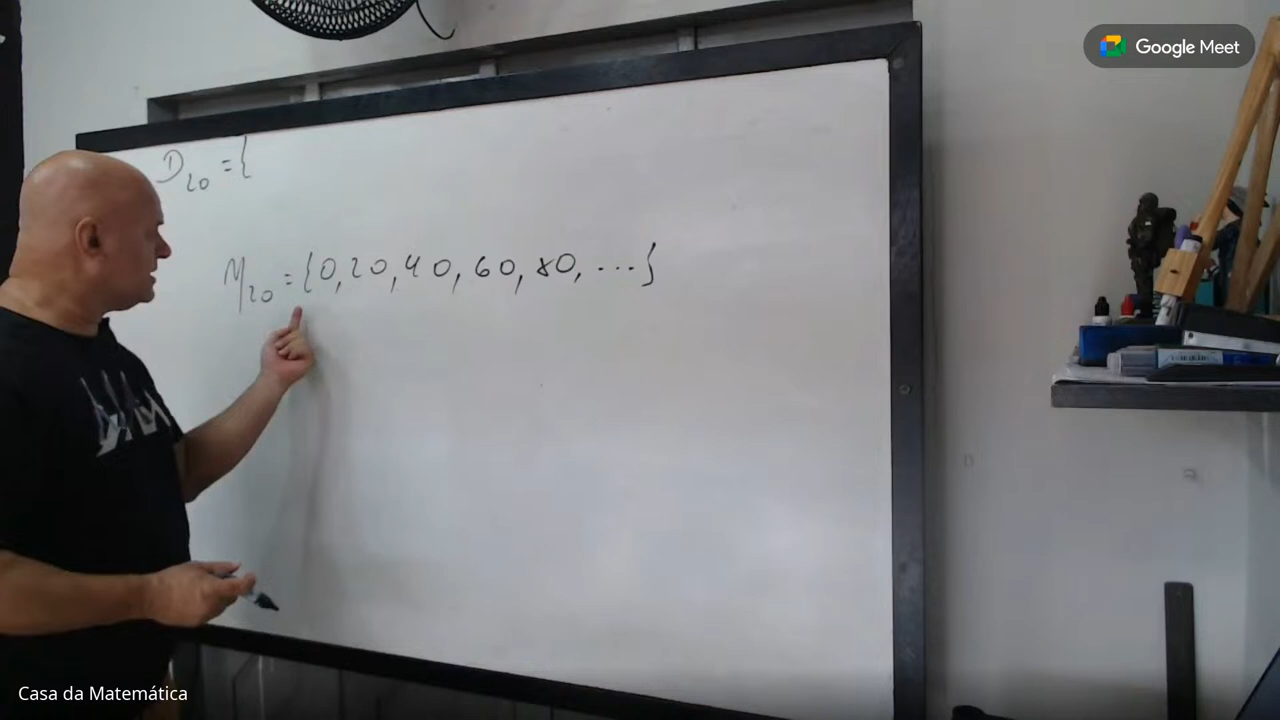 Google Meet
D20 = {
M20 = {0, 20, 40, 60, 80, ...}
Casa da Matemática